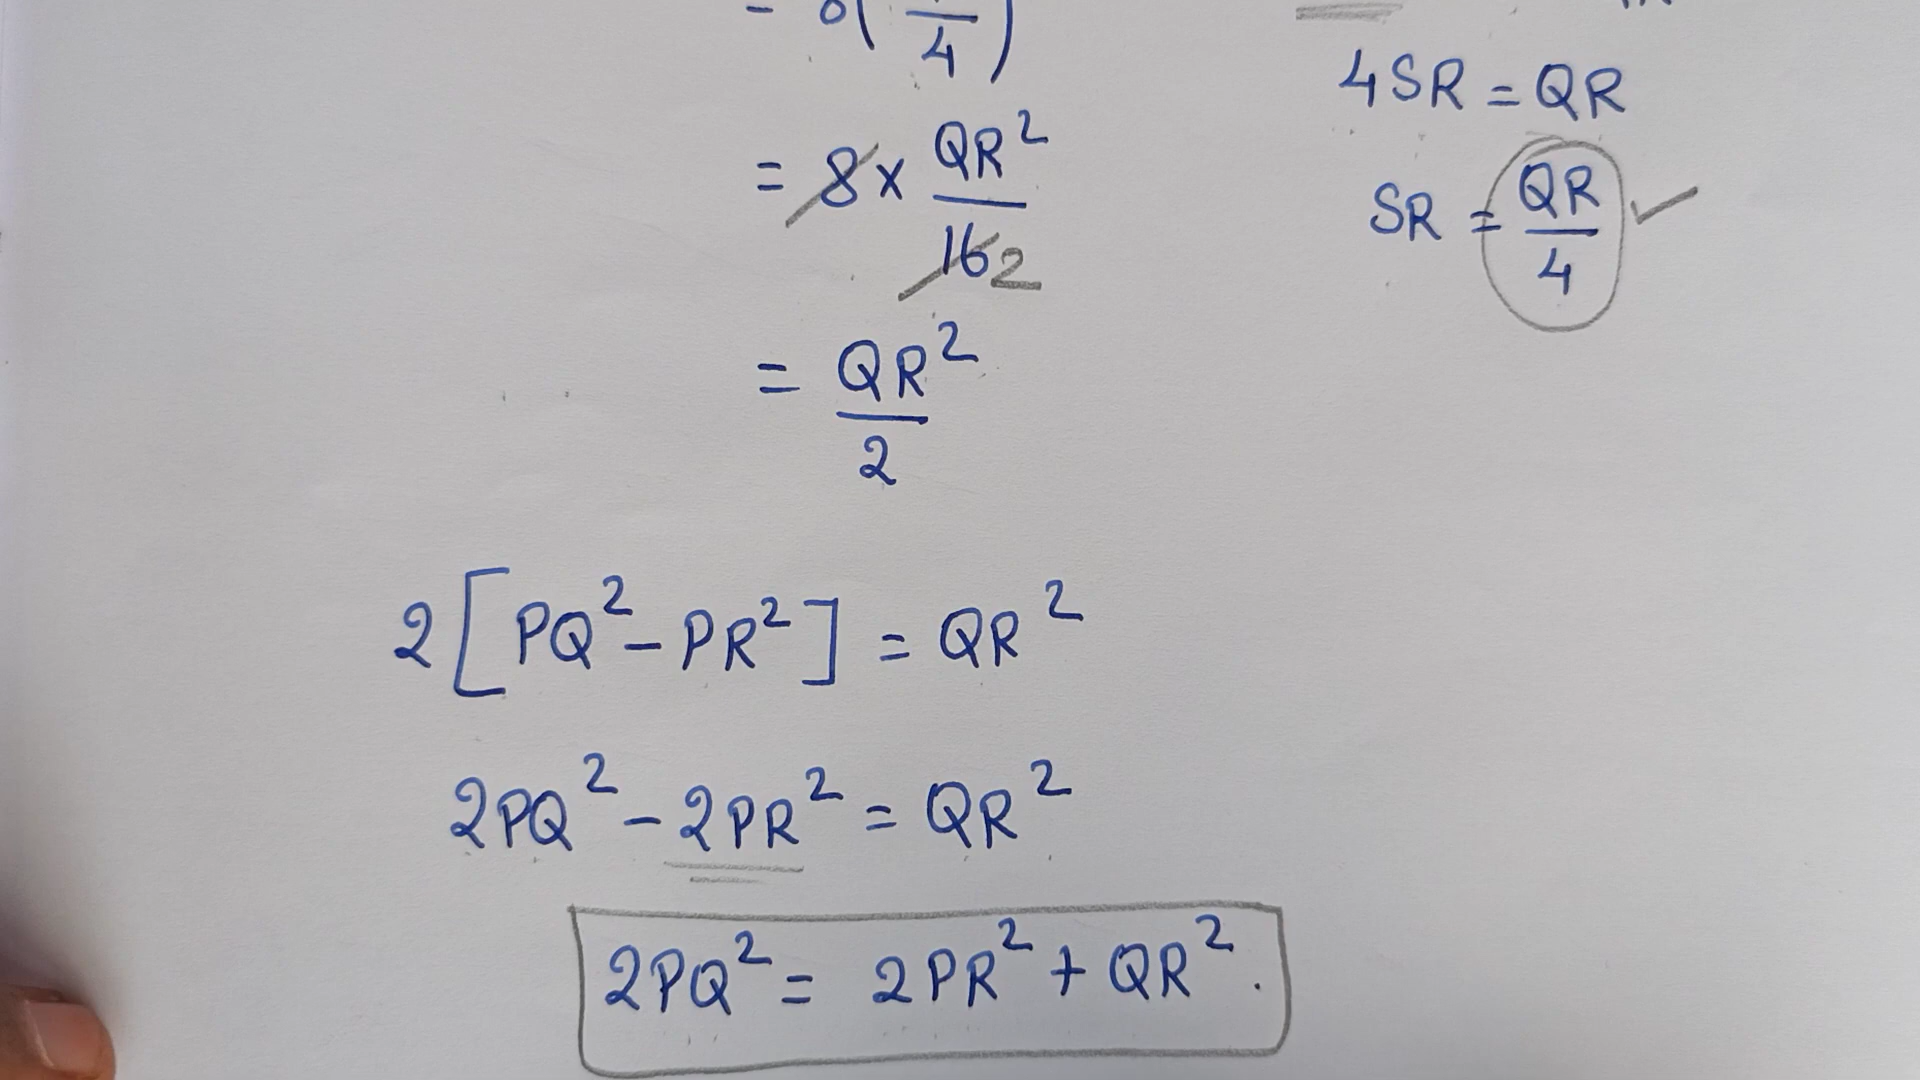 4SR = QR
= 8 × QR²/16 2
SR = QR/4 ✓
= QR²/2
2[PQ² - PR²] = QR²
2PQ² - 2PR² = QR²
2PQ² = 2PR² + QR².